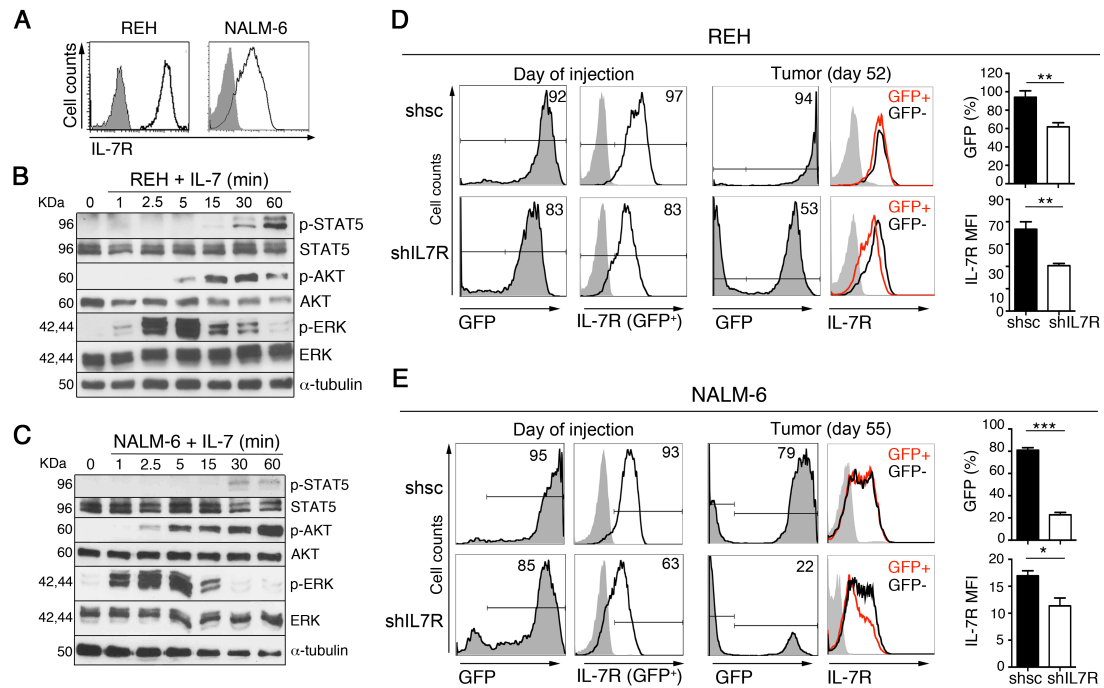 A
REH
NALM-6
Cell counts
IL-7R
B
REH + IL-7 (min)
KDa
0 1 2.5 5 15 30 60
96 p-STAT5
96 STAT5
60 p-AKT
60 AKT
42,44 p-ERK
42,44 ERK
50 α-tubulin
C
NALM-6 + IL-7 (min)
KDa
0 1 2.5 5 15 30 60
96 p-STAT5
96 STAT5
60 p-AKT
60 AKT
42,44 p-ERK
42,44 ERK
50 α-tubulin
D
REH
Day of injection
Tumor (day 52)
shsc
92
97
94
GFP+
GFP-
Cell counts
shIL7R
83
83
53
GFP+
GFP-
GFP
IL-7R (GFP+)
GFP
IL-7R
120
100
80
60
40
20
0
GFP (%)
**
90
70
50
30
10
0
IL-7R MFI
**
shsc shIL7R
E
NALM-6
Day of injection
Tumor (day 55)
shsc
95
93
79
GFP+
GFP-
Cell counts
shIL7R
85
63
22
GFP+
GFP-
GFP
IL-7R (GFP+)
GFP
IL-7R
100
80
60
40
20
0
GFP (%)
***
20
15
10
5
0
IL-7R MFI
*
shsc shIL7R